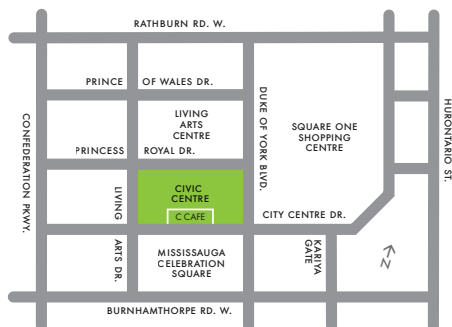 RATHBURN RD. W.
PRINCE OF WALES DR.
LIVING
ARTS
CENTRE
PRINCESS ROYAL DR.
CONFEDERATION PKWY.
DUKE OF YORK BLVD.
SQUARE ONE
SHOPPING
CENTRE
HURONTARIO ST.
CIVIC
CENTRE
C CAFE
LIVING ARTS DR.
CITY CENTRE DR.
MISSISSAUGA
CELEBRATION
SQUARE
KARIYA
GATE
N
BURNHAMTHORPE RD. W.